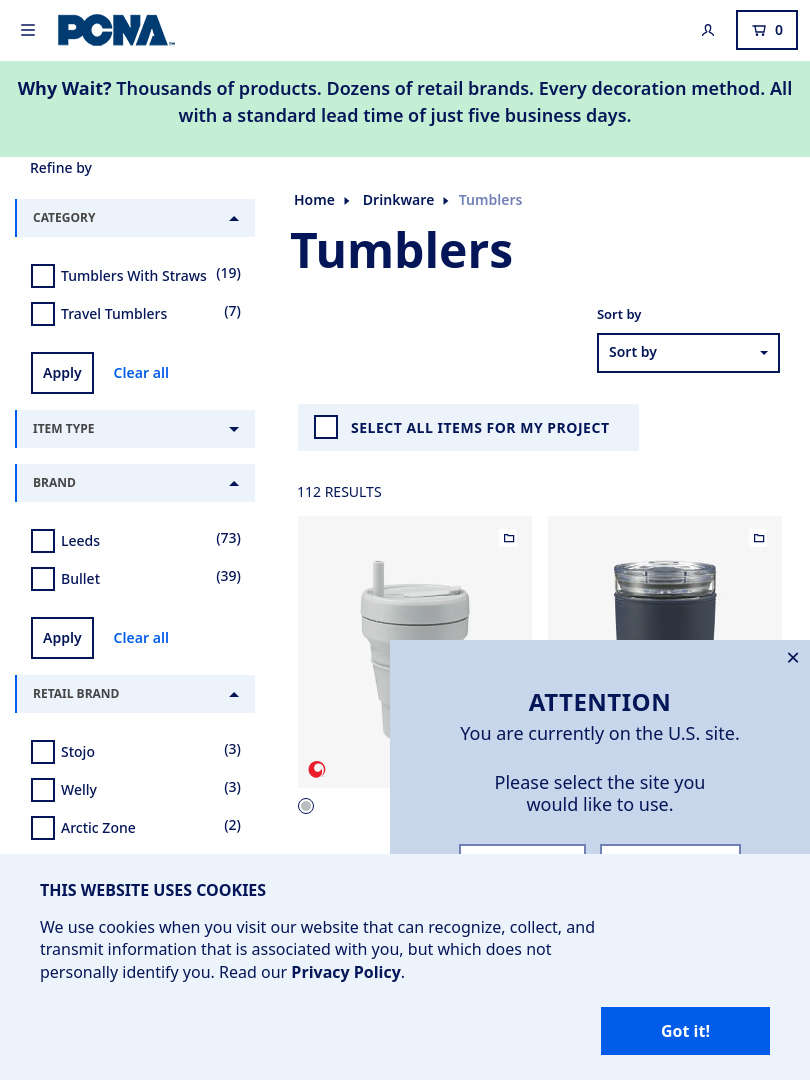 PCNA
0
Why Wait? Thousands of products. Dozens of retail brands. Every decoration method. All
with a standard lead time of just five business days.
Refine by
CATEGORY
Tumblers With Straws (19)
Travel Tumblers (7)
Apply Clear all
ITEM TYPE
BRAND
Leeds (73)
Bullet (39)
Apply Clear all
RETAIL BRAND
Stojo (3)
Welly (3)
Arctic Zone (2)
Home Drinkware Tumblers
Tumblers
Sort by
Sort by
SELECT ALL ITEMS FOR MY PROJECT
112 RESULTS
ATTENTION
You are currently on the U.S. site.
Please select the site you
would like to use.
THIS WEBSITE USES COOKIES
We use cookies when you visit our website that can recognize, collect, and
transmit information that is associated with you, but which does not
personally identify you. Read our Privacy Policy.
Got it!